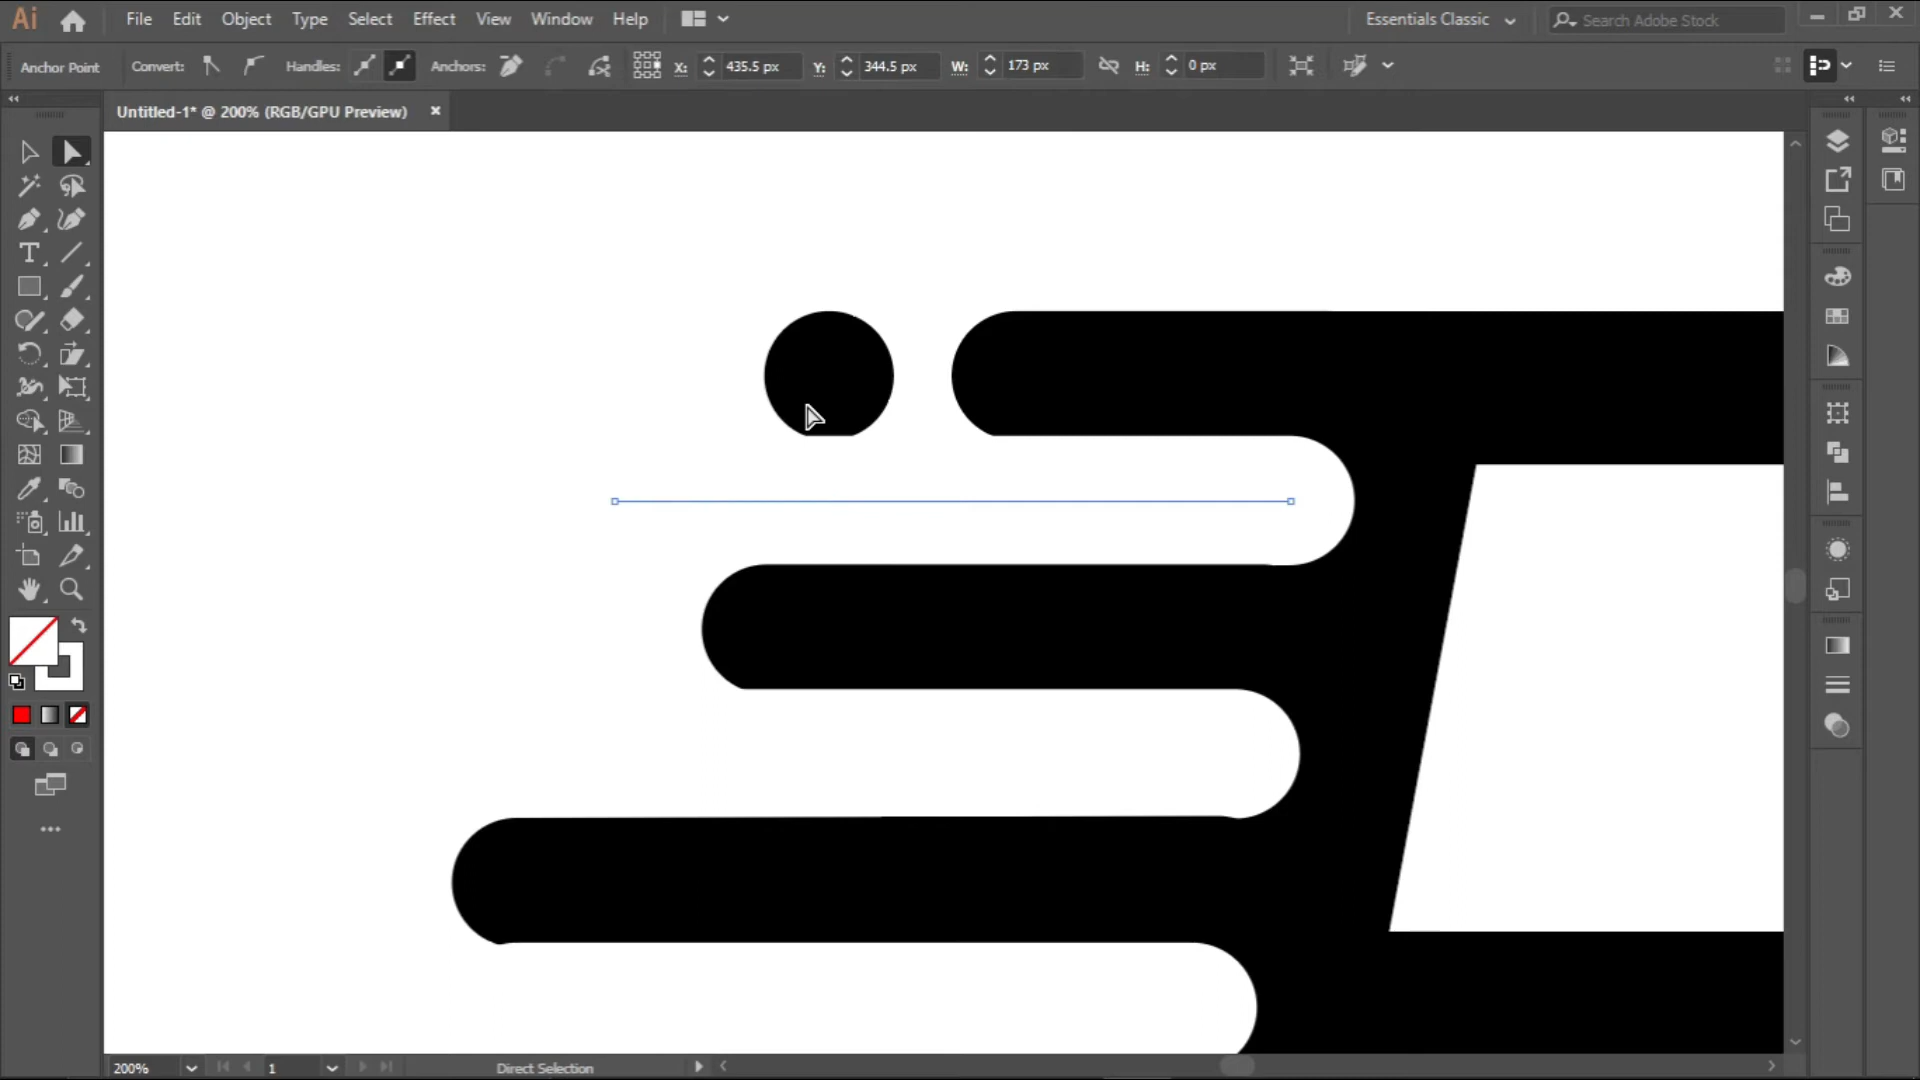 Ai File Edit Object Type Select Effect View Window Help Essentials Classic Search Adobe Stock
Anchor Point Convert: Handles: Anchors: X: 435.5 px Y: 344.5 px W: 173 px H: 0 px
Untitled-1* @ 200% (RGB/GPU Preview)
200% 1 Direct Selection